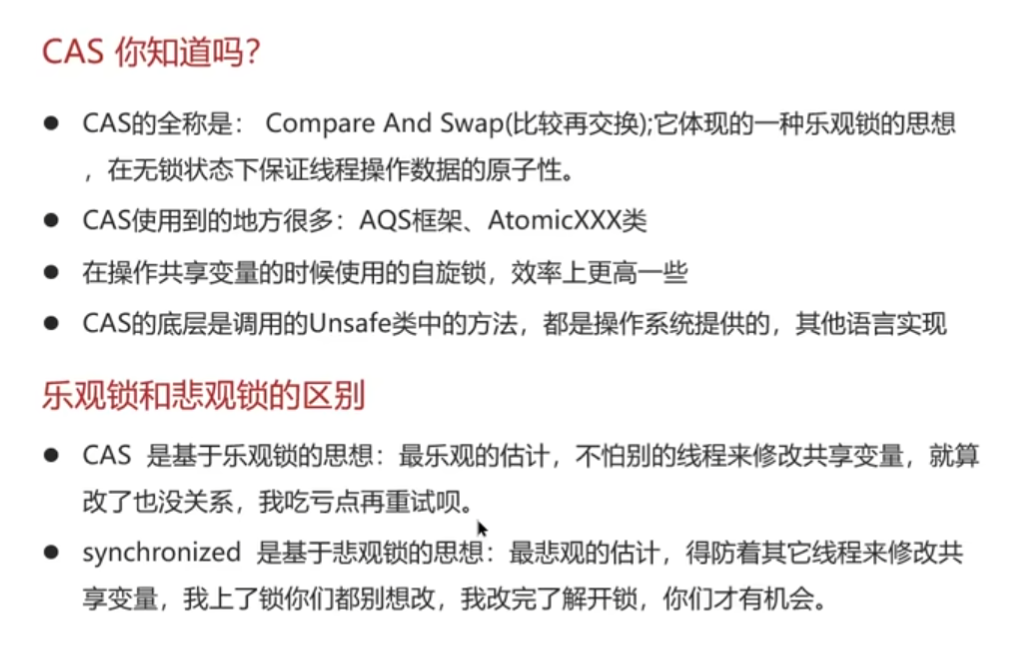 CAS 你知道吗？
● CAS的全称是： Compare And Swap(比较再交换);它体现的一种乐观锁的思想
，在无锁状态下保证线程操作数据的原子性。
● CAS使用到的地方很多：AQS框架、AtomicXXX类
● 在操作共享变量的时候使用的自旋锁，效率上更高一些
● CAS的底层是调用的Unsafe类中的方法，都是操作系统提供的，其他语言实现
乐观锁和悲观锁的区别
● CAS 是基于乐观锁的思想：最乐观的估计，不怕别的线程来修改共享变量，就算
改了也没关系，我吃亏点再重试呗。
● synchronized 是基于悲观锁的思想：最悲观的估计，得防着其它线程来修改共
享变量，我上了锁你们都别想改，我改完了解开锁，你们才有机会。